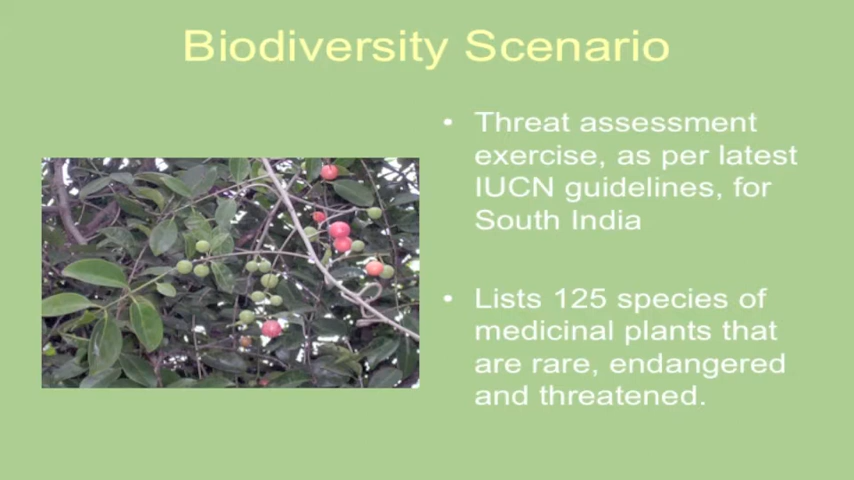 Biodiversity Scenario
• Threat assessment
exercise, as per latest
IUCN guidelines, for
South India
• Lists 125 species of
medicinal plants that
are rare, endangered
and threatened.